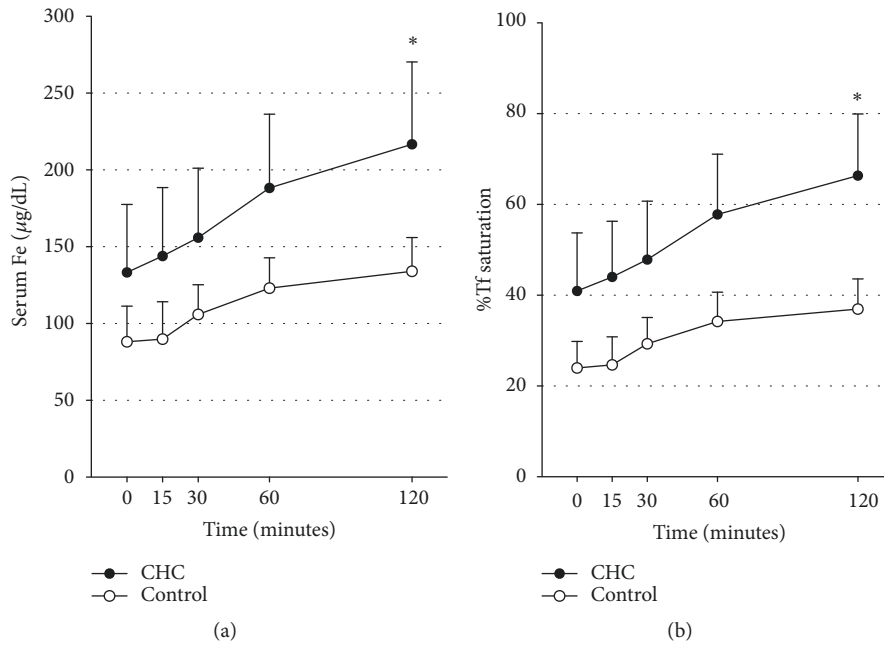 300
250
200
150
100
50
0
Serum Fe (μg/dL)
*
0 15 30 60 120
Time (minutes)
CHC
Control
(a)
100
80
60
40
20
0
%Tf saturation
*
0 15 30 60 120
Time (minutes)
CHC
Control
(b)